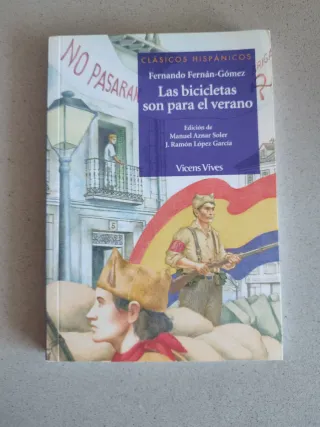 CLÁSICOS HISPÁNICOS
Fernando Fernán-Gómez
Las bicicletas
son para el verano
Edición de
Manuel Aznar Soler
J. Ramón López García
Vicens Vives
NO PASARAN